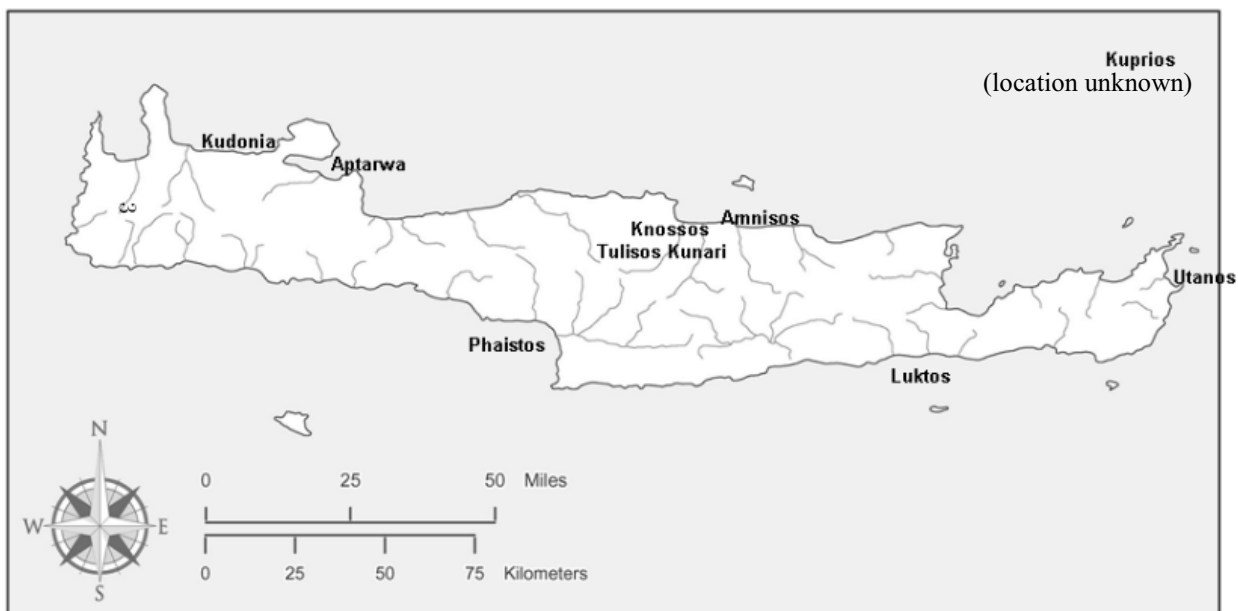 Kuprios
(location unknown)
Kudonia
Aptarwa
Knossos
Amnisos
Tulisos Kunari
Utanos
Phaistos
Luktos
N
W
E
S
0 25 50 Miles
0 25 50 75 Kilometers